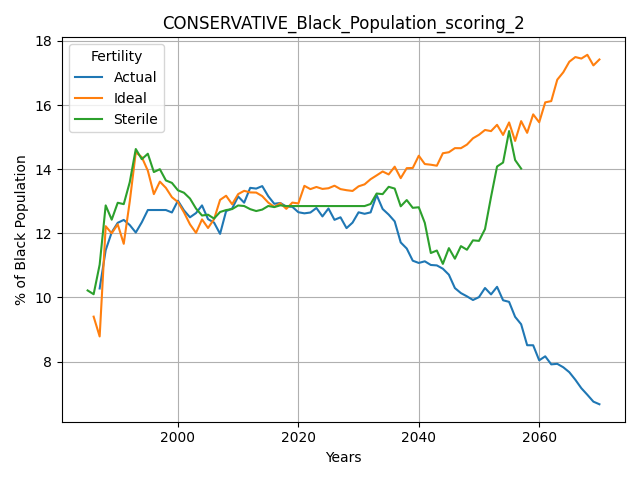 CONSERVATIVE_Black_Population_scoring_2
18
16
14
12
10
8
% of Black Population
Fertility
Actual
Ideal
Sterile
2000
2020
2040
2060
Years